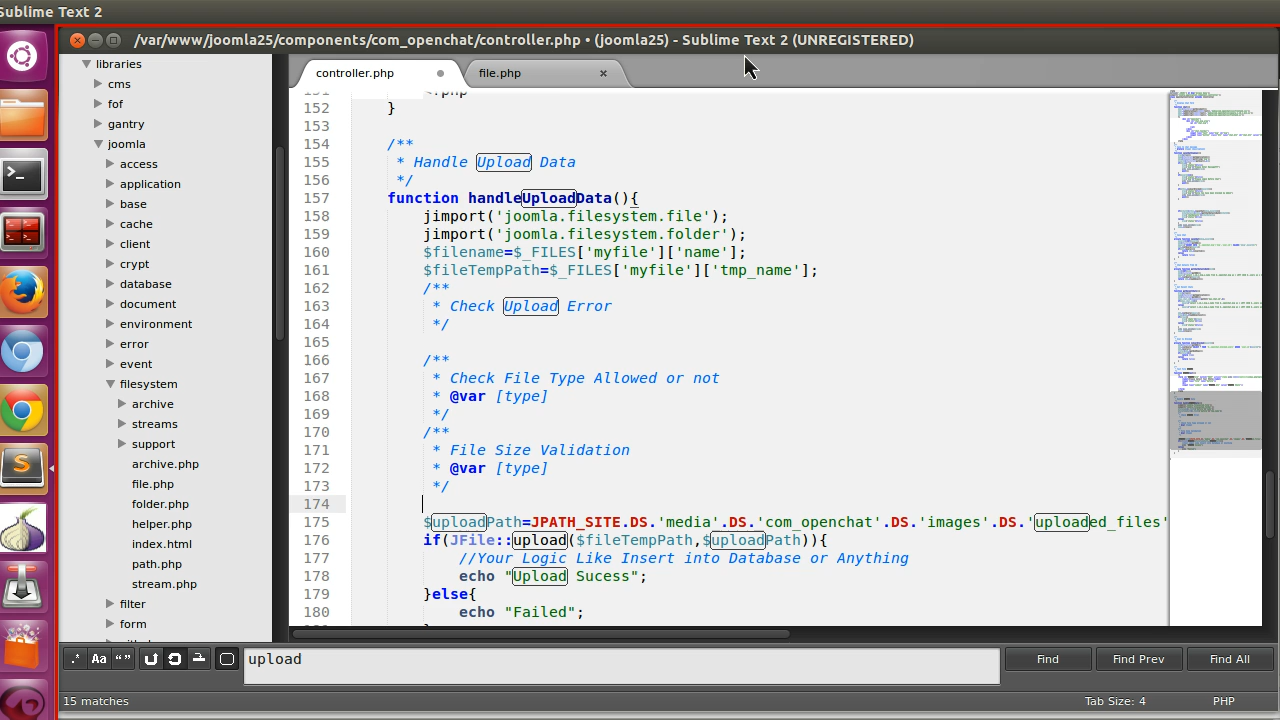 Sublime Text 2
/var/www/joomla25/components/com_openchat/controller.php • (joomla25) - Sublime Text 2 (UNREGISTERED)
libraries
cms
fof
gantry
joomla
access
application
base
cache
client
crypt
database
document
environment
error
event
filesystem
archive
streams
support
archive.php
file.php
folder.php
helper.php
index.html
path.php
stream.php
filter
form
controller.php
file.php ×
151 <?php
152 }
153
154 /**
155 * Handle Upload Data
156 */
157 function handleUploadData(){
158 jimport('joomla.filesystem.file');
159 jimport('joomla.filesystem.folder');
160 $filename=$_FILES['myfile']['name'];
161 $fileTempPath=$_FILES['myfile']['tmp_name'];
162 /**
163 * Check Upload Error
164 */
165
166 /**
167 * Check File Type Allowed or not
168 * @var [type]
169 */
170 /**
171 * File Size Validation
172 * @var [type]
173 */
174
175 $uploadPath=JPATH_SITE.DS.'media'.DS.'com_openchat'.DS.'images'.DS.'uploaded_files'
176 if(JFile::upload($fileTempPath,$uploadPath)){
177 //Your Logic Like Insert into Database or Anything
178 echo "Upload Sucess";
179 }else{
180 echo "Failed";
.* Aa “”
upload
Find
Find Prev
Find All
15 matches
Tab Size: 4
PHP